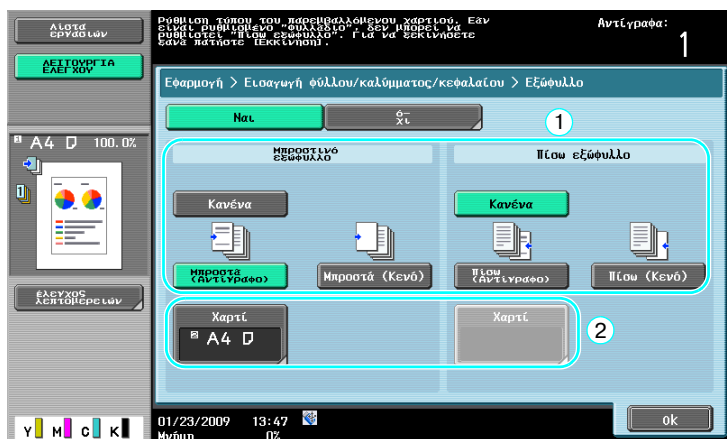 Λίστα
εργασιών
ΛΕΙΤΟΥΡΓΙΑ
ΕΛΕΓΧΟΥ
Ρύθμιση τύπου του παρεμβαλλόμενου χαρτιού. Εάν
είναι ρυθμισμένο "φυλλάδιο", δεν μπορεί να
ρυθμιστεί "πίσω εξώφυλλο". Για να ξεκινήσετε
ξανά πατήστε [Εκκίνηση].
Αντίγραφα:
1
Εφαρμογή > Εισαγωγή φύλλου/καλύμματος/κεφαλαίου > Εξώφυλλο
Ναι
ό-
χι
1
A4 100.0%
Μπροστινό
εξώφυλλο
Πίσω εξώφυλλο
Κανένα
Κανένα
Μπροστά
(Αντίγραφο)
Μπροστά (Κενό)
Πίσω
(Αντίγραφο)
Πίσω (Κενό)
έλεγχος
λεπτομερειών
Χαρτί
A4
Χαρτί
2
01/23/2009 13:47
Μνήμη 0%
ok
Y M C K